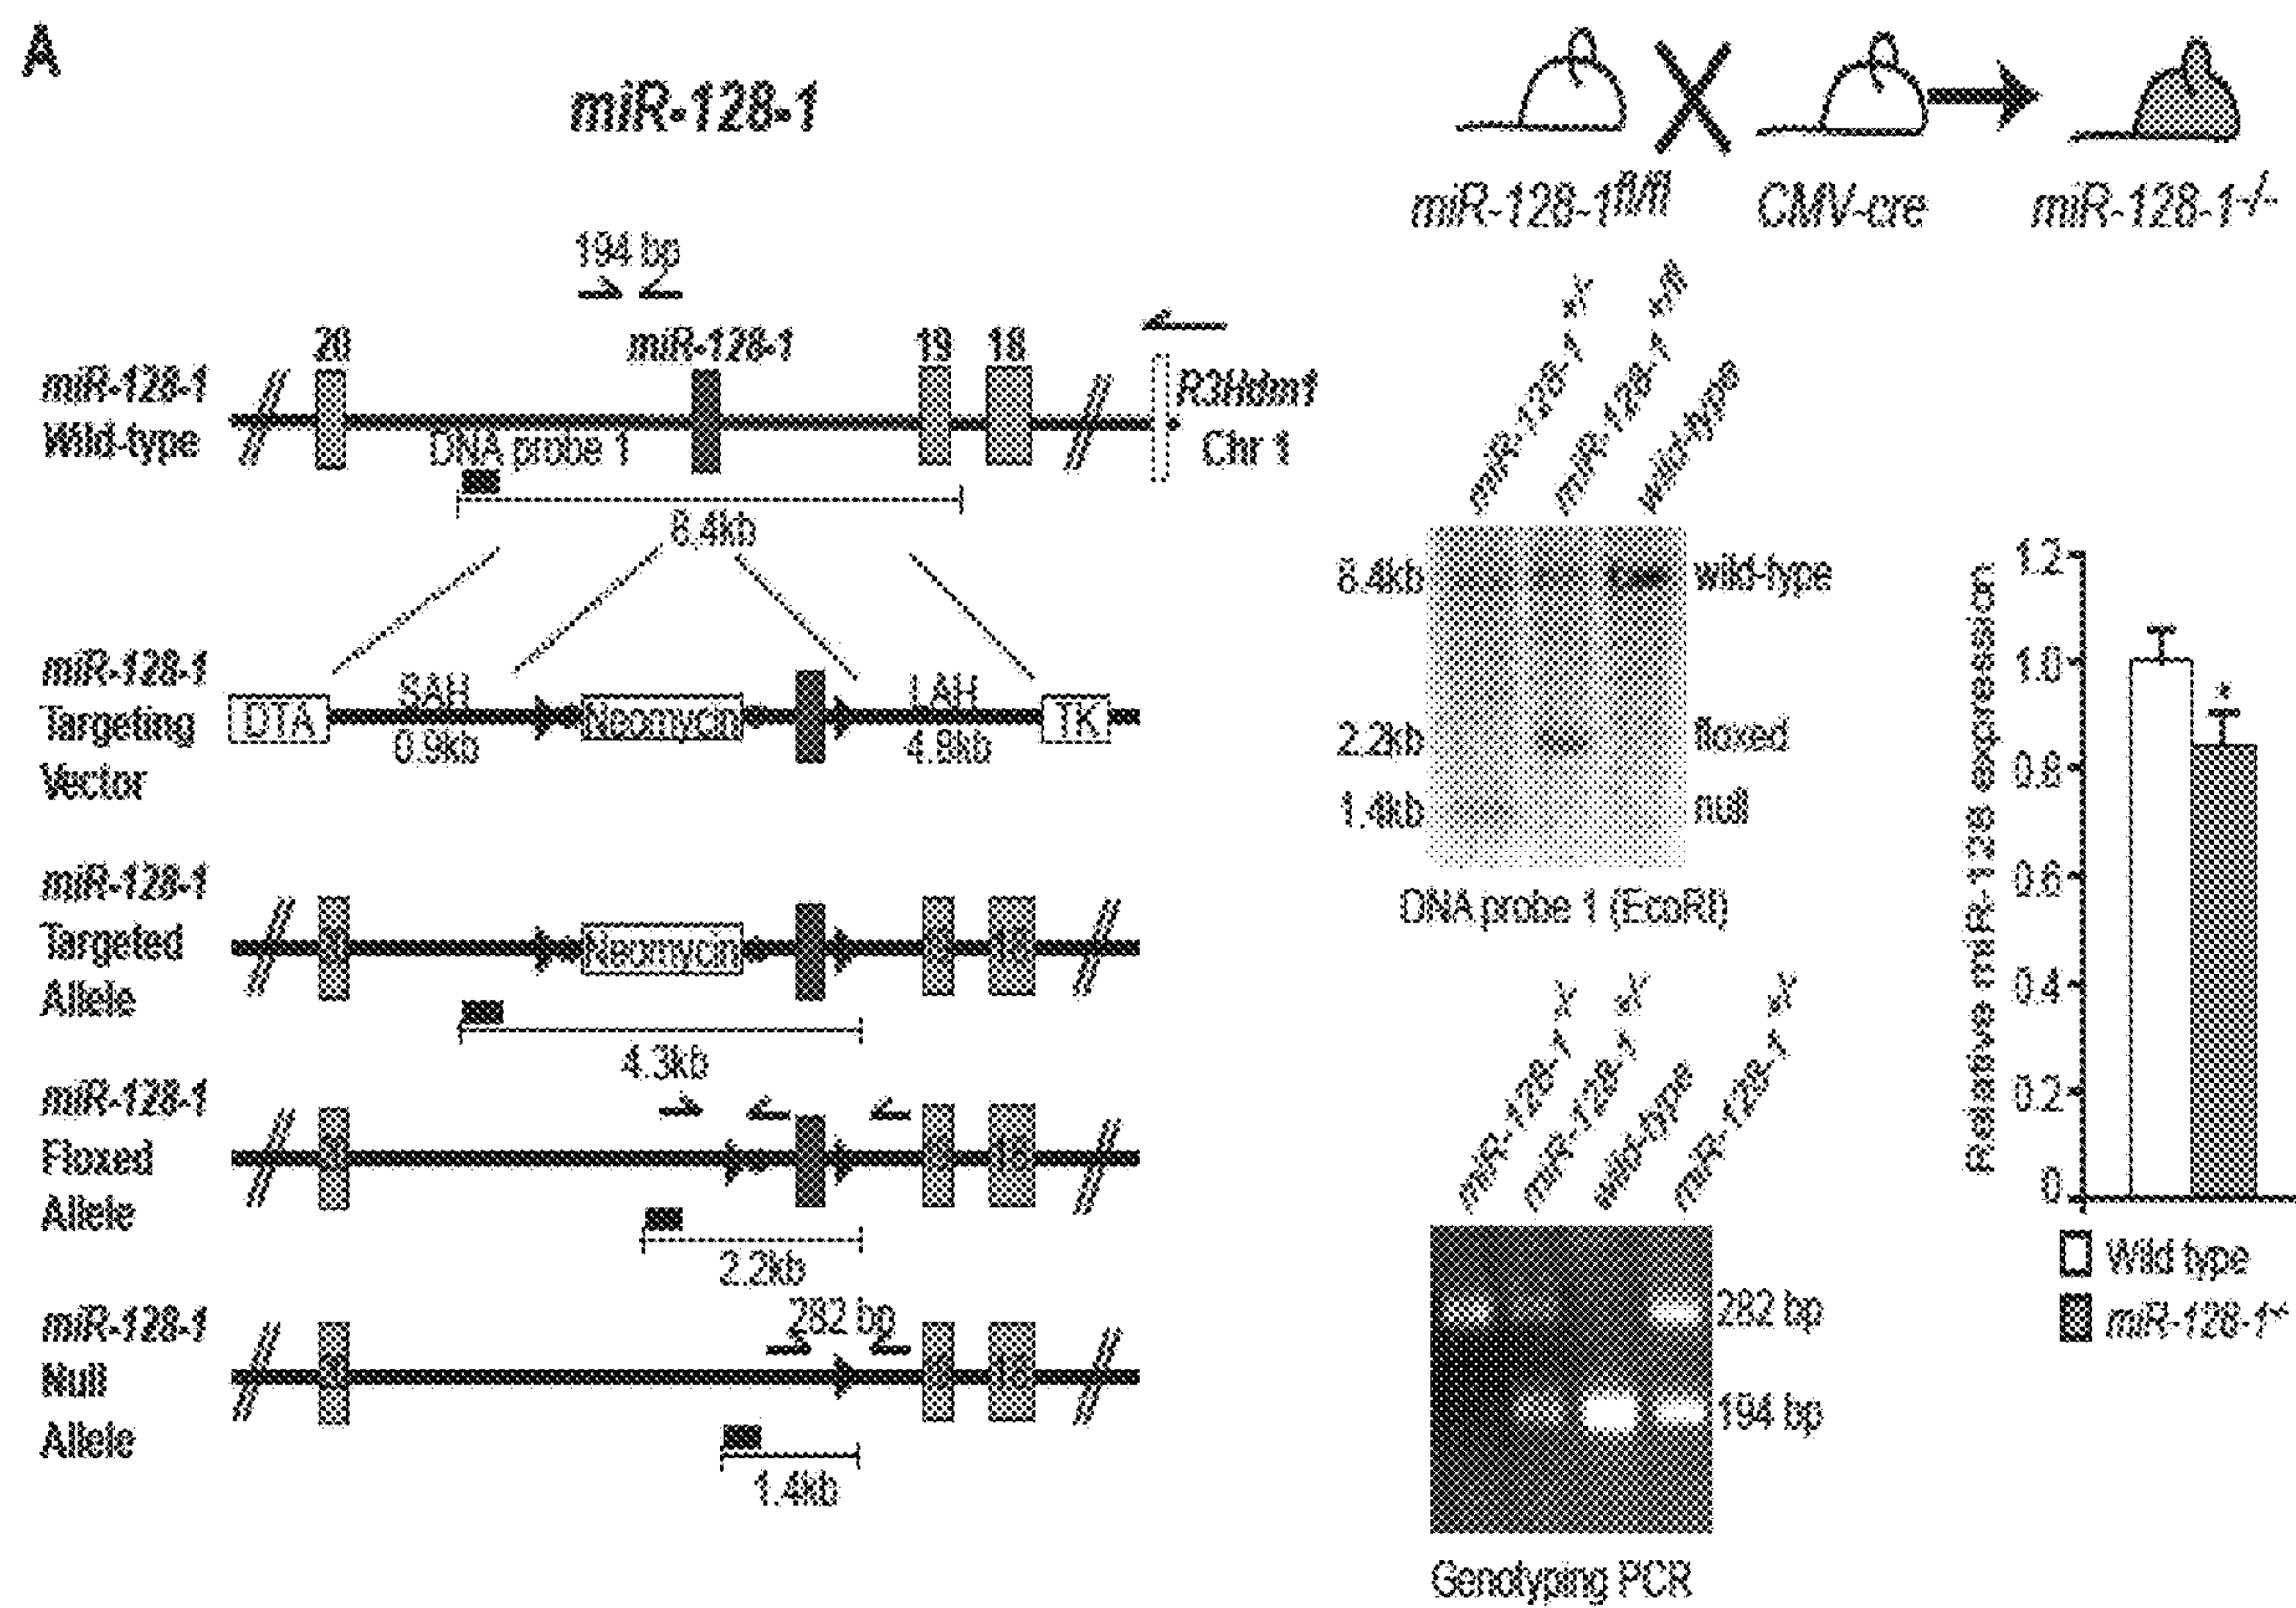 A
miR-128-1
miR-128-1fl/fl
CMV-cre
miR-128-1-/-
194 bp
20
miR-128-1
19
18
miR-128-1
Wild-type
R3Hdm1
Chr 1
DNA probe 1
8.4kb
miR-128-1
Targeting
Vector
DTA
SAH
0.9kb
Neomycin
LAH
4.8kb
TK
miR-128-1
Targeted
Allele
Neomycin
4.3kb
miR-128-1
Floxed
Allele
2.2kb
miR-128-1
Null
Allele
282 bp
1.4kb
miR-128-1
miR-128-1
wild-type
8.4kb
wild-type
2.2kb
floxed
1.4kb
null
DNA probe 1 (EcoRI)
miR-128-1
miR-128-1
wild-type
miR-128-1
282 bp
194 bp
Genotyping PCR
Relative miR-128 expression
1.2
1.0
0.8
0.6
0.4
0.2
0
*
Wild type
miR-128-1